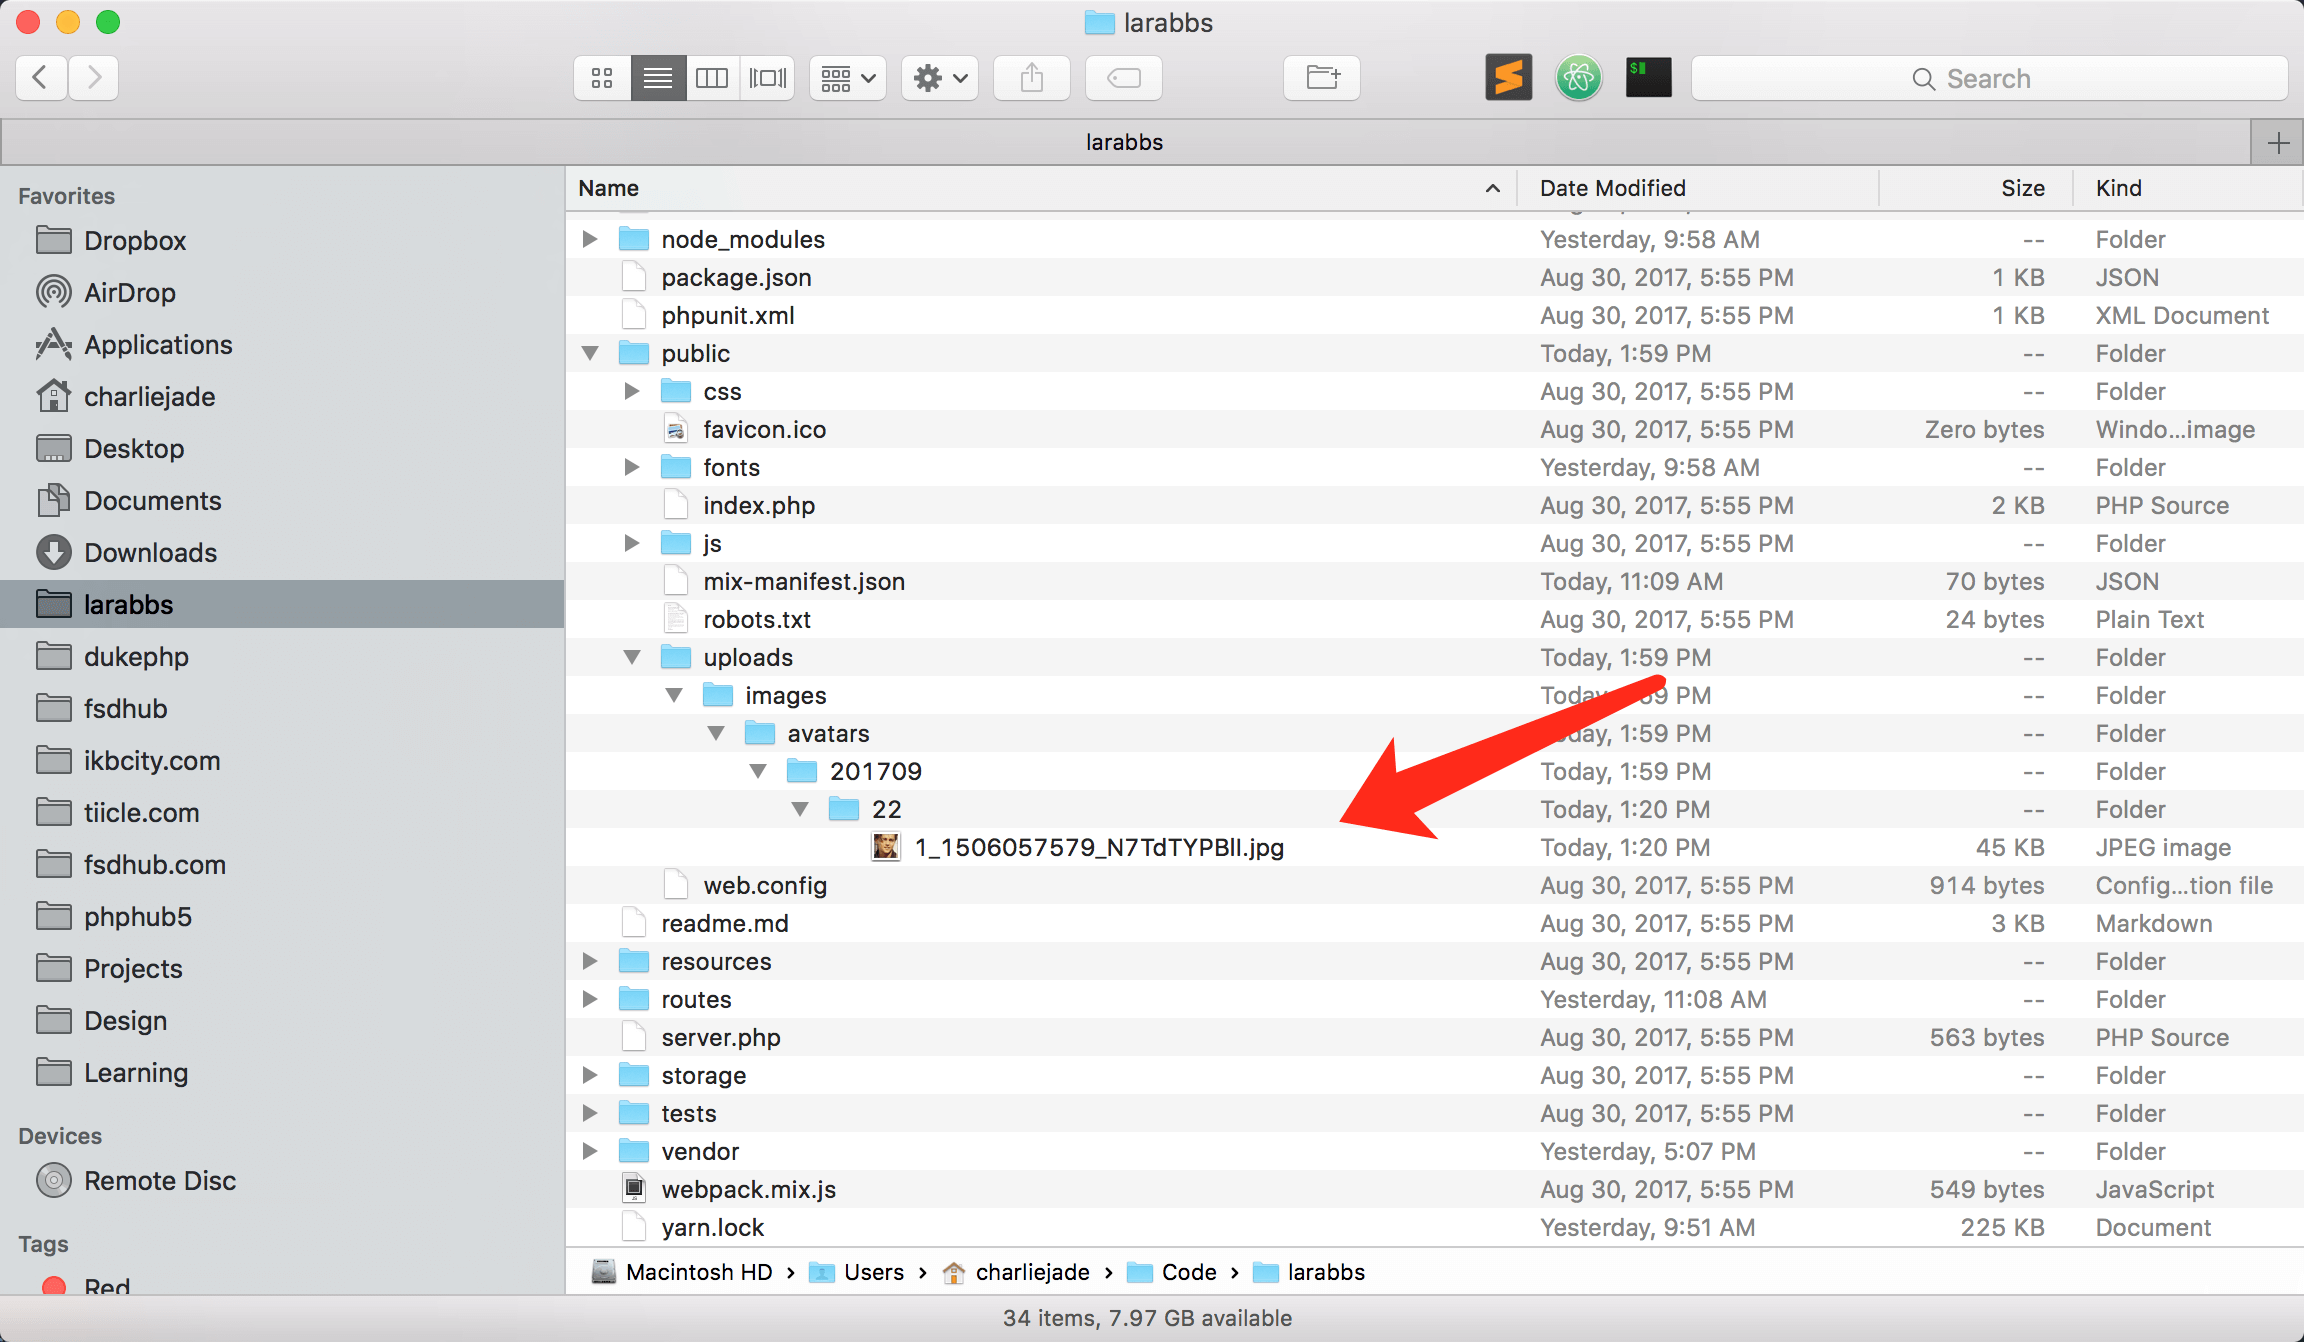 larabbs
Search
larabbs
Favorites
Dropbox
AirDrop
Applications
charliejade
Desktop
Documents
Downloads
larabbs
dukephp
fsdhub
ikbcity.com
tiicle.com
fsdhub.com
phphub5
Projects
Design
Learning
Devices
Remote Disc
Tags
Red
Name Date Modified Size Kind
node_modules Yesterday, 9:58 AM -- Folder
package.json Aug 30, 2017, 5:55 PM 1 KB JSON
phpunit.xml Aug 30, 2017, 5:55 PM 1 KB XML Document
public Today, 1:59 PM -- Folder
css Aug 30, 2017, 5:55 PM -- Folder
favicon.ico Aug 30, 2017, 5:55 PM Zero bytes Windo...image
fonts Yesterday, 9:58 AM -- Folder
index.php Aug 30, 2017, 5:55 PM 2 KB PHP Source
js Aug 30, 2017, 5:55 PM -- Folder
mix-manifest.json Today, 11:09 AM 70 bytes JSON
robots.txt Aug 30, 2017, 5:55 PM 24 bytes Plain Text
uploads Today, 1:59 PM -- Folder
images PM -- Folder
avatars 1:59 PM -- Folder
201709 Today, 1:59 PM -- Folder
22 Today, 1:20 PM -- Folder
1_1506057579_N7TdTYPBlI.jpg Today, 1:20 PM 45 KB JPEG image
web.config Aug 30, 2017, 5:55 PM 914 bytes Config...tion file
readme.md Aug 30, 2017, 5:55 PM 3 KB Markdown
resources Aug 30, 2017, 5:55 PM -- Folder
routes Yesterday, 11:08 AM -- Folder
server.php Aug 30, 2017, 5:55 PM 563 bytes PHP Source
storage Aug 30, 2017, 5:55 PM -- Folder
tests Aug 30, 2017, 5:55 PM -- Folder
vendor Yesterday, 5:07 PM -- Folder
webpack.mix.js Aug 30, 2017, 5:55 PM 549 bytes JavaScript
yarn.lock Yesterday, 9:51 AM 225 KB Document
Macintosh HD › Users › charliejade › Code › larabbs
34 items, 7.97 GB available